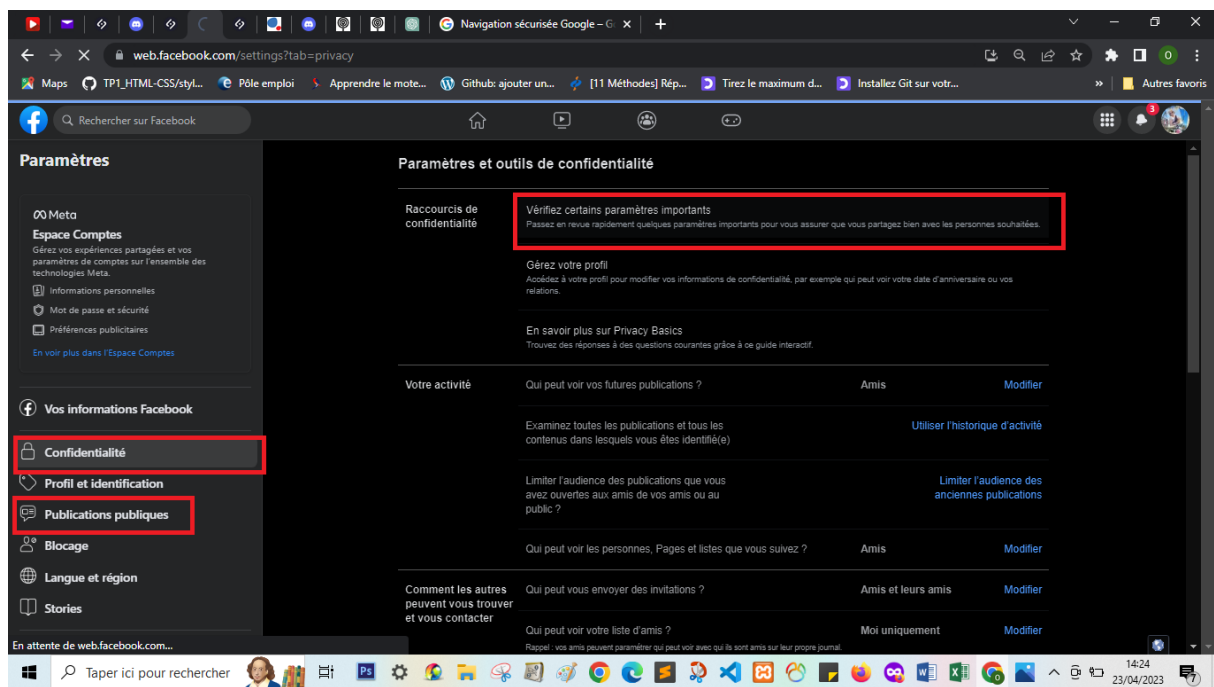 Navigation sécurisée Google – G
web.facebook.com/settings?tab=privacy
O
Maps
TP1_HTML-CSS/styl...
Pôle emploi
Apprendre le mote...
Github: ajouter un...
[11 Méthodes] Rép...
Tirez le maximum d...
Installez Git sur votr...
»
Autres favoris
Rechercher sur Facebook
3
Paramètres
Meta
Espace Comptes
Gérez vos expériences partagées et vos
paramètres de comptes sur l'ensemble des
technologies Meta.
Informations personnelles
Mot de passe et sécurité
Préférences publicitaires
En voir plus dans l'Espace Comptes
Vos informations Facebook
Confidentialité
Profil et identification
Publications publiques
Blocage
Langue et région
Stories
En attente de web.facebook.com...
Paramètres et outils de confidentialité
Raccourcis de
confidentialité
Vérifiez certains paramètres importants
Passez en revue rapidement quelques paramètres importants pour vous assurer que vous partagez bien avec les personnes souhaitées.
Gérez votre profil
Accédez à votre profil pour modifier vos informations de confidentialité, par exemple qui peut voir votre date d'anniversaire ou vos
relations.
En savoir plus sur Privacy Basics
Trouvez des réponses à des questions courantes grâce à ce guide interactif.
Votre activité
Qui peut voir vos futures publications ?
Amis
Modifier
Examinez toutes les publications et tous les
contenus dans lesquels vous êtes identifié(e)
Utiliser l'historique d'activité
Limiter l'audience des publications que vous
avez ouvertes aux amis de vos amis ou au
public ?
Limiter l'audience des
anciennes publications
Qui peut voir les personnes, Pages et listes que vous suivez ?
Amis
Modifier
Comment les autres
peuvent vous trouver
et vous contacter
Qui peut vous envoyer des invitations ?
Amis et leurs amis
Modifier
Qui peut voir votre liste d'amis ?
Moi uniquement
Modifier
Rappel : vos amis peuvent paramétrer qui peut voir avec qui ils sont amis sur leur propre journal.
Taper ici pour rechercher
Ps
14:24
23/04/2023